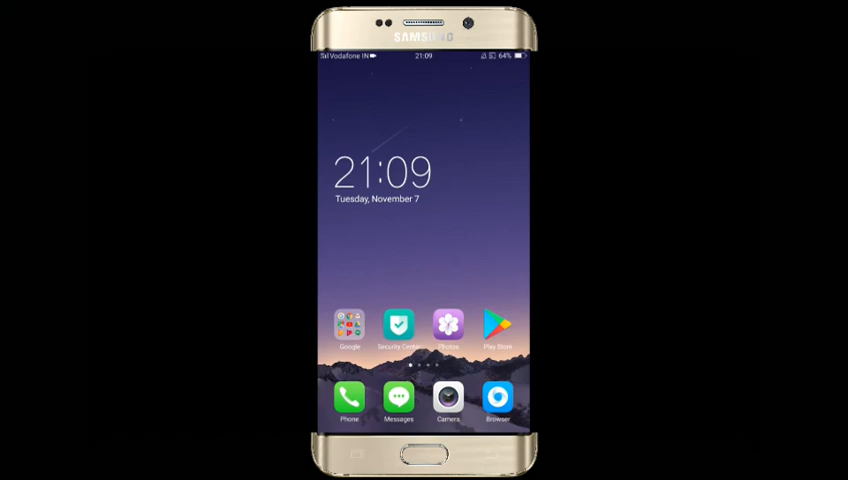 SAMSUNG
Vodafone IN 21:09 64%
21:09
Tuesday, November 7
Google Security Cente Photos Play Store
Phone Messages Camera Browser